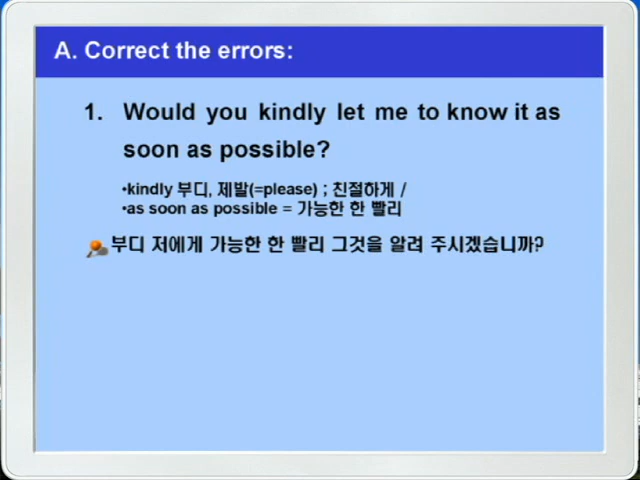 A. Correct the errors:
1. Would you kindly let me to know it as
soon as possible?
•kindly 부디, 제발(=please) ; 친절하게 /
•as soon as possible = 가능한 한 빨리
부디 저에게 가능한 한 빨리 그것을 알려 주시겠습니까?